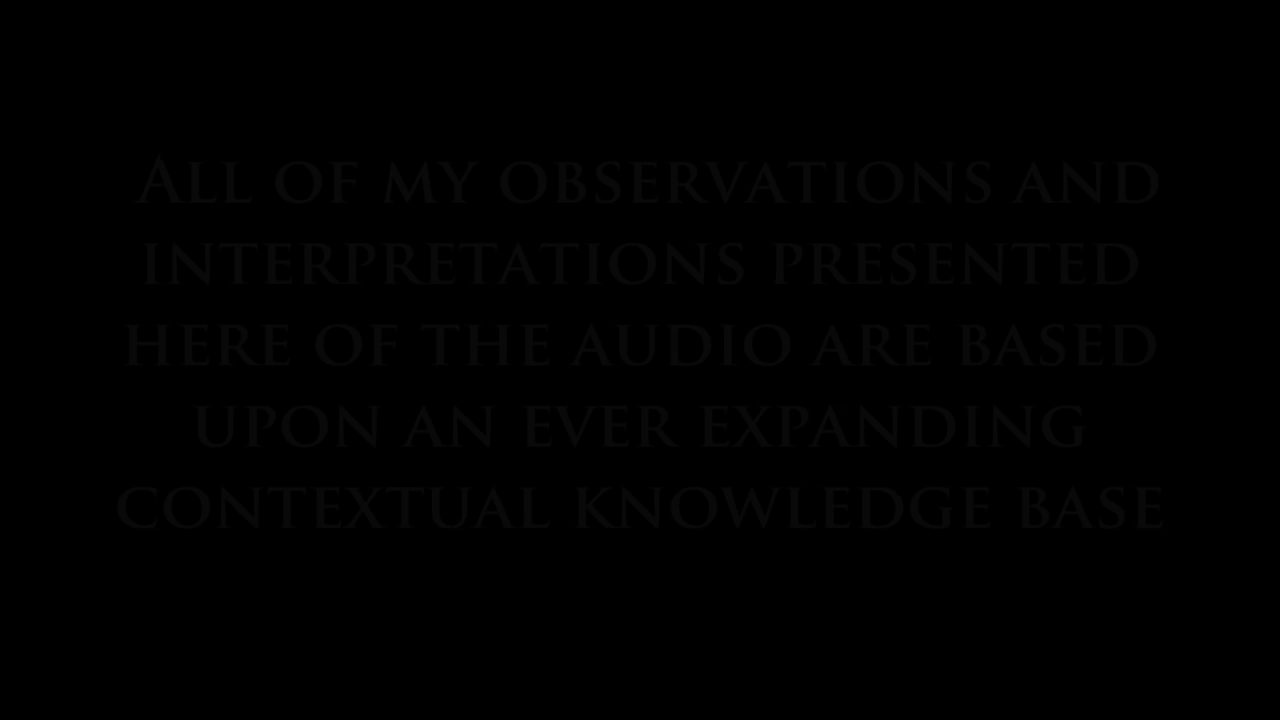 All of my observations and
interpretations presented
here of the audio are based
upon an ever expanding
contextual knowledge base